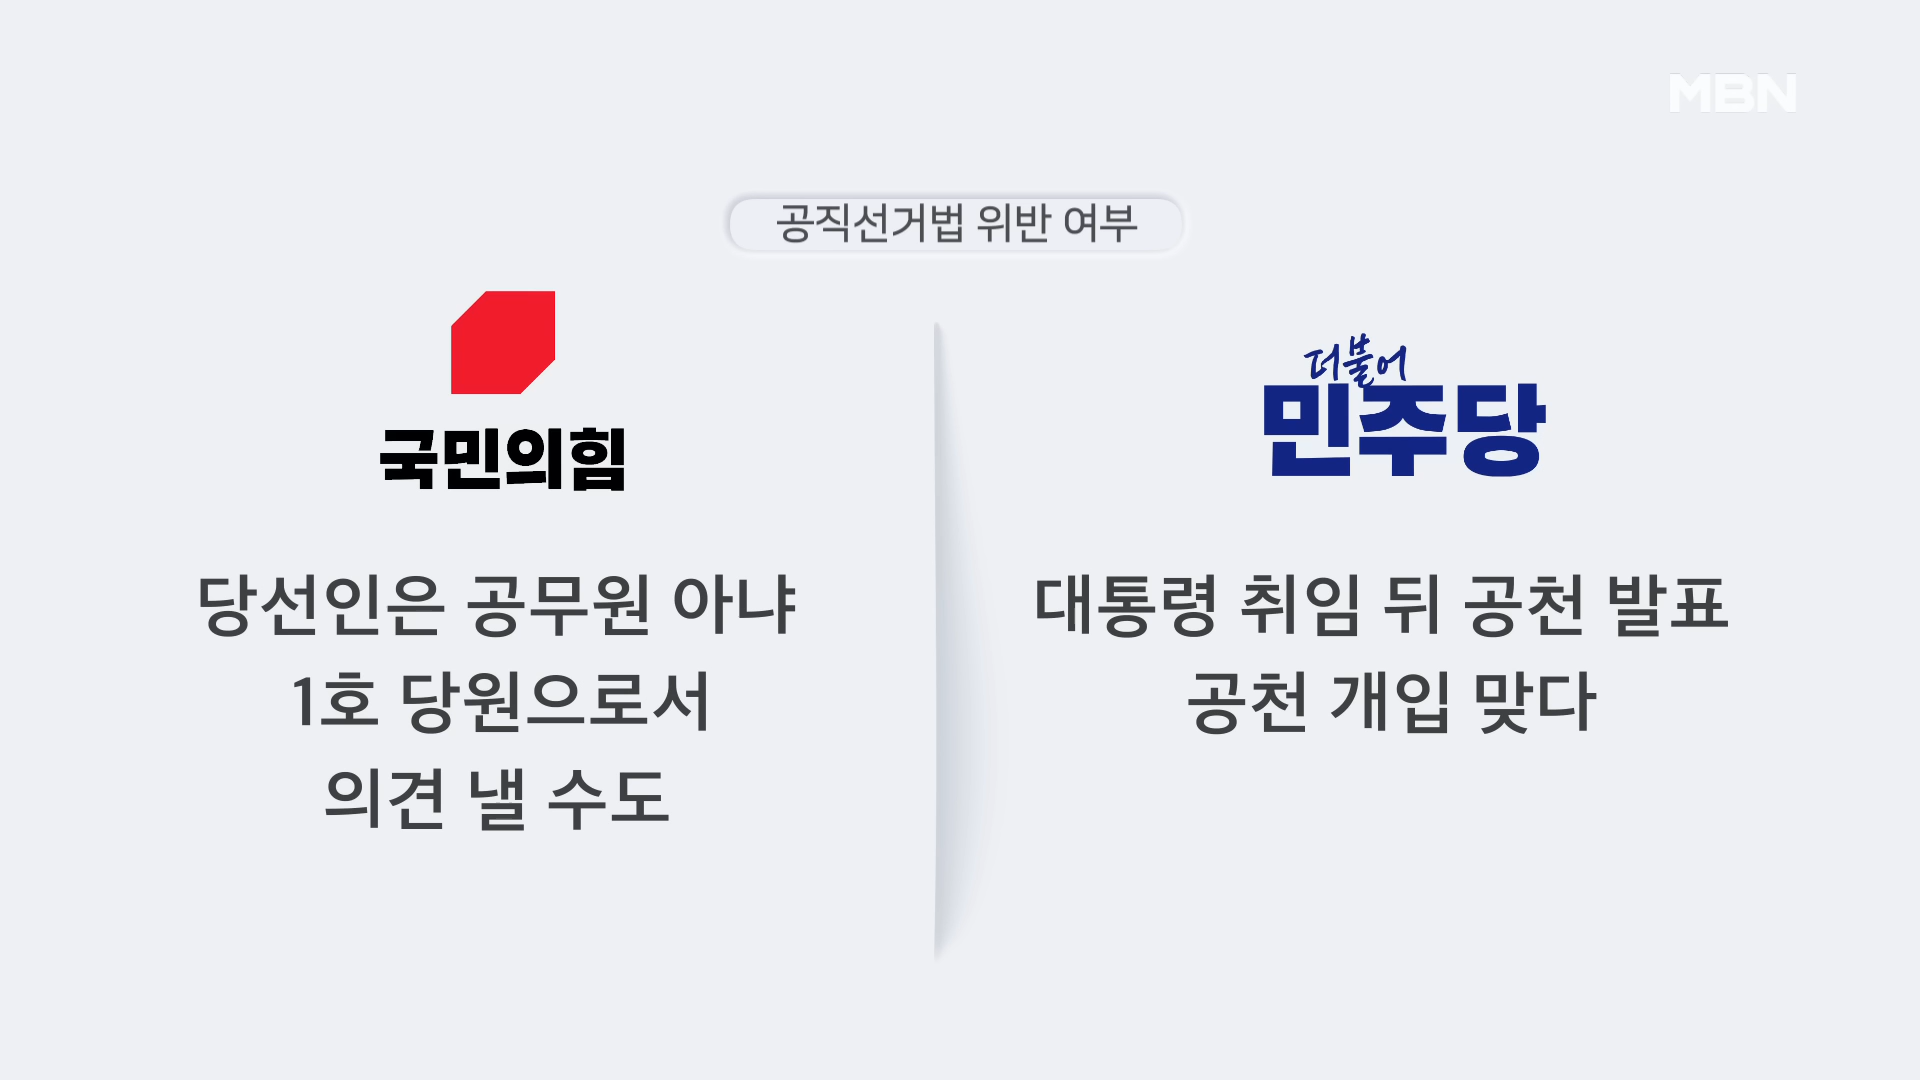 MBN
공직선거법 위반 여부
국민의힘
당선인은 공무원 아냐
1호 당원으로서
의견 낼 수도
더불어
민주당
대통령 취임 뒤 공천 발표
공천 개입 맞다